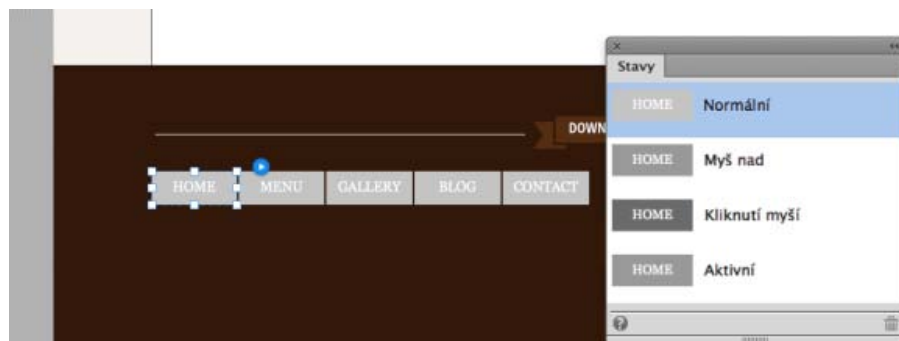 Stavy
HOME Normální
DOWN
HOME Myš nad
HOME MENU GALLERY BLOG CONTACT
HOME Kliknutí myší
HOME Aktivní